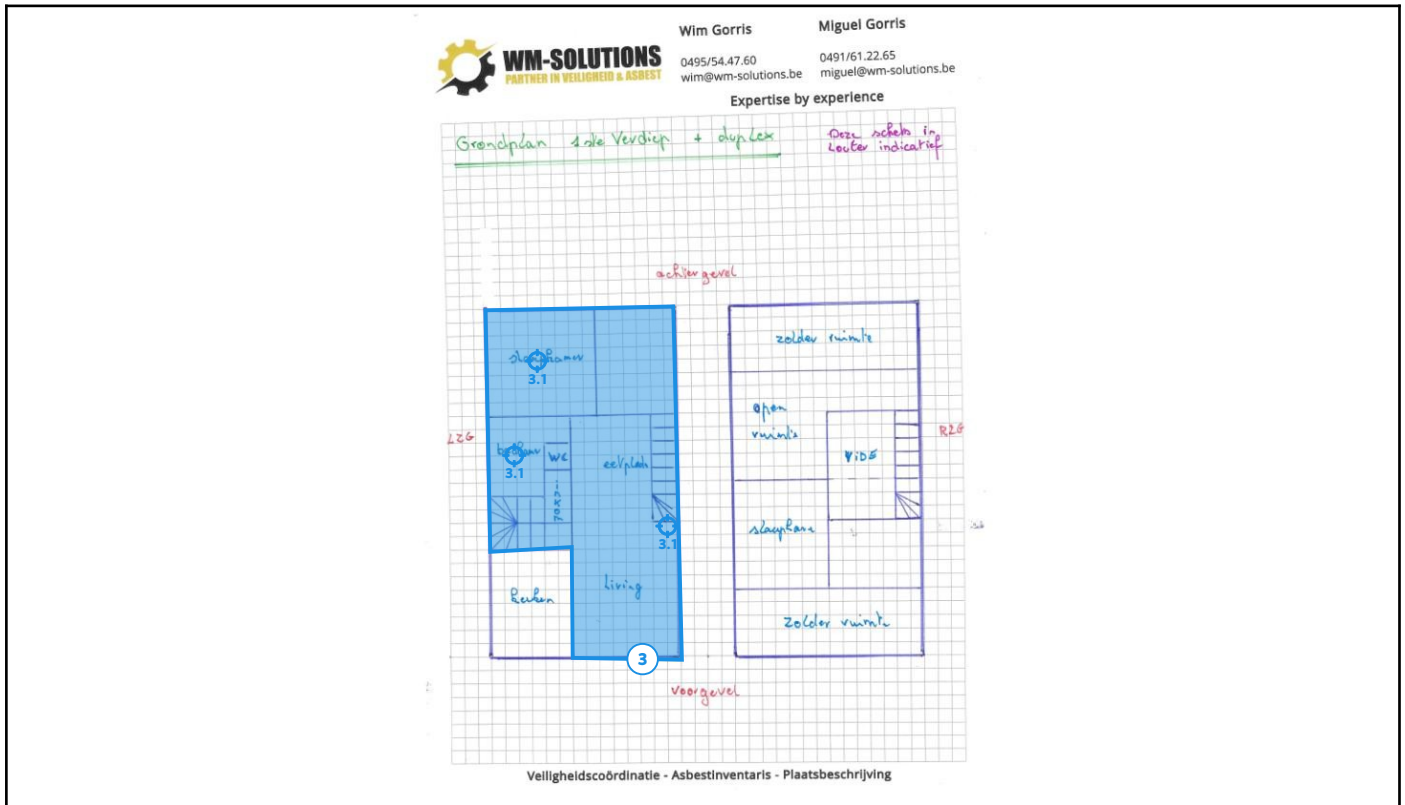 Wim Gorris
Miguel Gorris
WM-SOLUTIONS
PARTNER IN VEILIGHEID & ASBEST
0495/54.47.60
wim@wm-solutions.be
0491/61.22.65
miguel@wm-solutions.be
Expertise by experience
Grondplan 1ste Verdiep + duplex
Deze schets is
Louter indicatief
achtergevel
zolder ruimte
slaapkamer
3.1
open
ruimte
LZG
RZG
badkamer
WC
eetplaats
VIDE
3.1
slaapkame
3.1
keuken
living
zolder ruimte
3
voorgevel
Veiligheidscoördinatie - Asbestinventaris - Plaatsbeschrijving